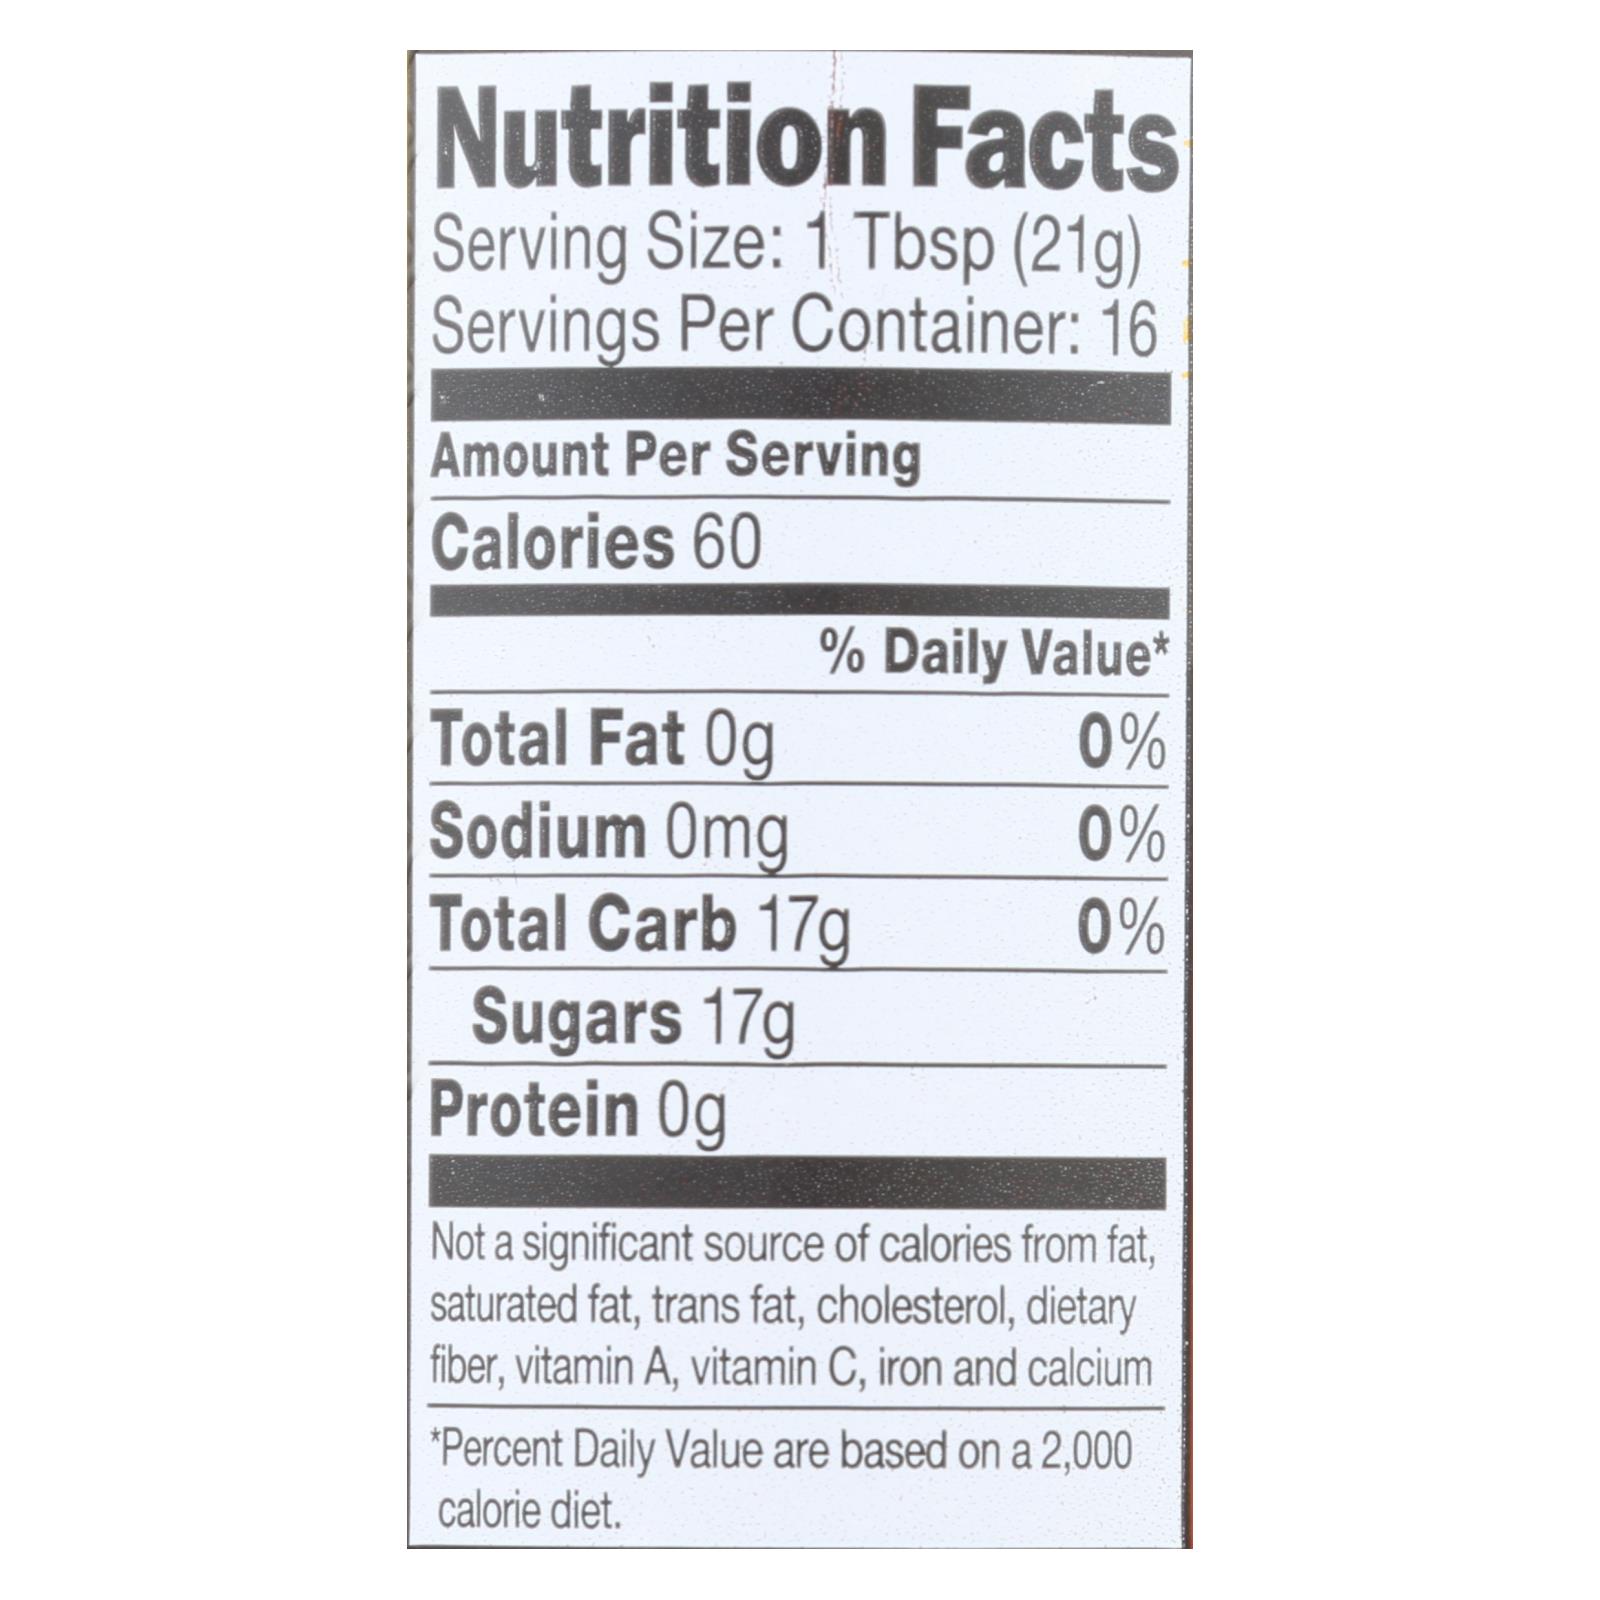 Nutrition Facts
Serving Size: 1 Tbsp (21g)
Servings Per Container: 16
Amount Per Serving
Calories 60
% Daily Value*
Total Fat 0g 0%
Sodium 0mg 0%
Total Carb 17g 0%
Sugars 17g
Protein 0g
Not a significant source of calories from fat,
saturated fat, trans fat, cholesterol, dietary
fiber, vitamin A, vitamin C, iron and calcium
*Percent Daily Value are based on a 2,000
calorie diet.